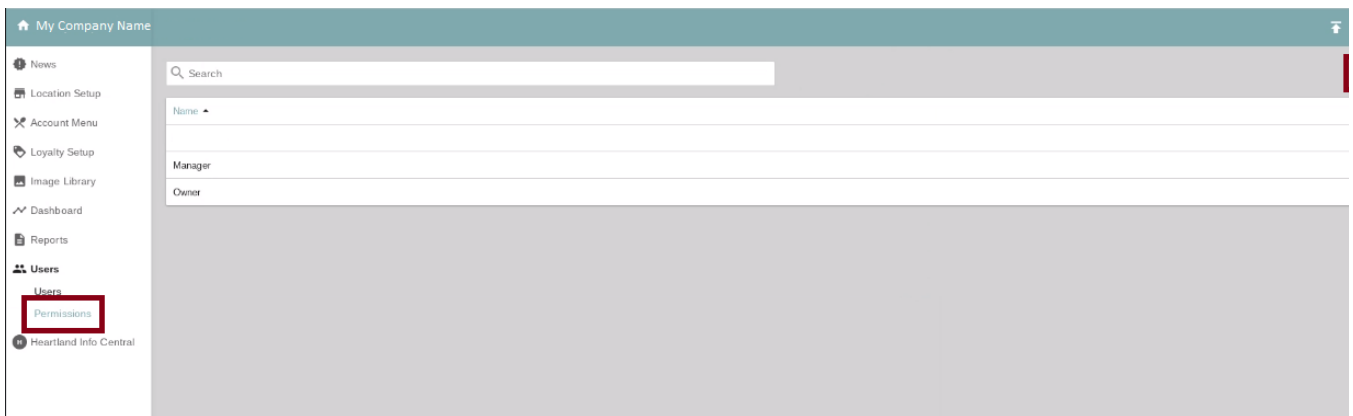 My Company Name
News
Location Setup
Account Menu
Loyalty Setup
Image Library
Dashboard
Reports
Users
Users
Permissions
H
Heartland Info Central
Search
Name
Manager
Owner